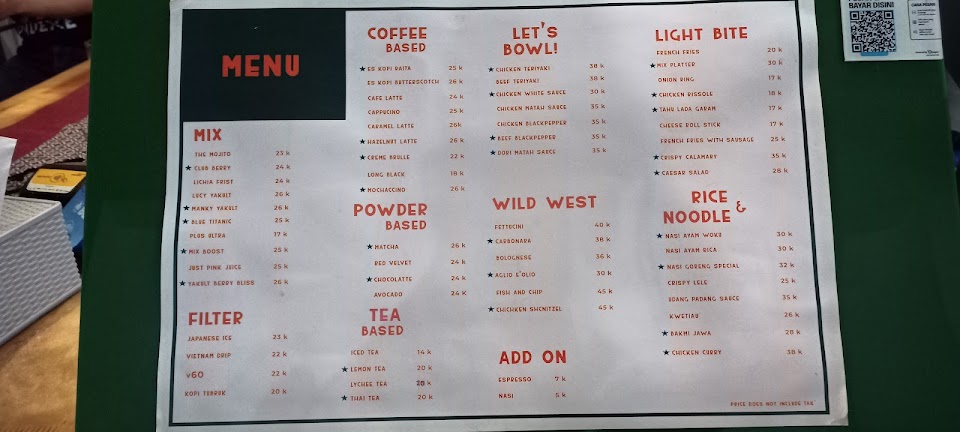 MENU
MIX
THE MOJITO 23 K
★ CLUB BERRY 24 K
LICHIA FRIST 24 K
LUCY YAKULT 26 K
★ MANKY YAKULT 26 K
★ BLUE TITANIC 25 K
PLUS ULTRA 17 K
★ MIX BOOST 25 K
JUST PINK JUICE 25 K
★ YAKULT BERRY BLISS 26 K
FILTER
JAPANESE ICE 23 K
VIETNAM DRIP 22 K
V60 22 K
KOPI TUBRUK 20 K
COFFEE
BASED
★ ES KOPI RAITA 25 K
ES KOPI BUTTERSCOTCH 26 K
CAFE LATTE 24 K
CAPPUCINO 25 K
CARAMEL LATTE 26K
★ HAZELNUT LATTE 26 K
★ CREME BRULLE 22 K
LONG BLACK 18 K
★ MOCHACCINO 26 K
POWDER
BASED
★ MATCHA 26 K
RED VELVET 24 K
★ CHOCOLATTE 24 K
AVOCADO 24 K
TEA
BASED
ICED TEA 14 K
★ LEMON TEA 20 K
LYCHEE TEA 20 K
★ THAI TEA 20 K
LET'S
BOWL!
★ CHICKEN TERIYAKI 38 K
BEEF TERIYAKI 38 K
★ CHICKEN WHITE SAUCE 30 K
CHICKEN MATAH SAUCE 35 K
CHICKEN BLACKPEPPER 35 K
★ BEEF BLACKPEPPER 35 K
★ DORI MATAH SAUCE 35 K
WILD WEST
FETTUCINI 40 K
★ CARBONARA 38 K
BOLOGNESE 36 K
★ AGLIO E'OLIO 30 K
FISH AND CHIP 45 K
★ CHICHKEN SHCNITZEL 45 K
ADD ON
ESPRESSO 7 K
NASI 5 K
LIGHT BITE
FRENCH FRIES 20 K
★ MIX PLATTER 30 K
ONION RING 17 K
★ CHICKEN RISSOLE 18 K
★ TAHU LADA GARAM 17 K
CHEESE ROLL STICK 17 K
FRENCH FRIES WITH SAUSAGE 25 K
★ CRISPY CALAMARY 35 K
★ CAESAR SALAD 28 K
RICE &
NOODLE
★ NASI AYAM WOKU 30 K
NASI AYAM RICA 30 K
★ NASI GORENG SPECIAL 32 K
CRISPY LELE 25 K
UDANG PADANG SAUCE 35 K
KWETIAU 26 K
★ BAKMI JAWA 28 K
★ CHICKEN CURRY 38 K
PRICE DOES NOT INCLUDE TAX
BAYAR DISINI